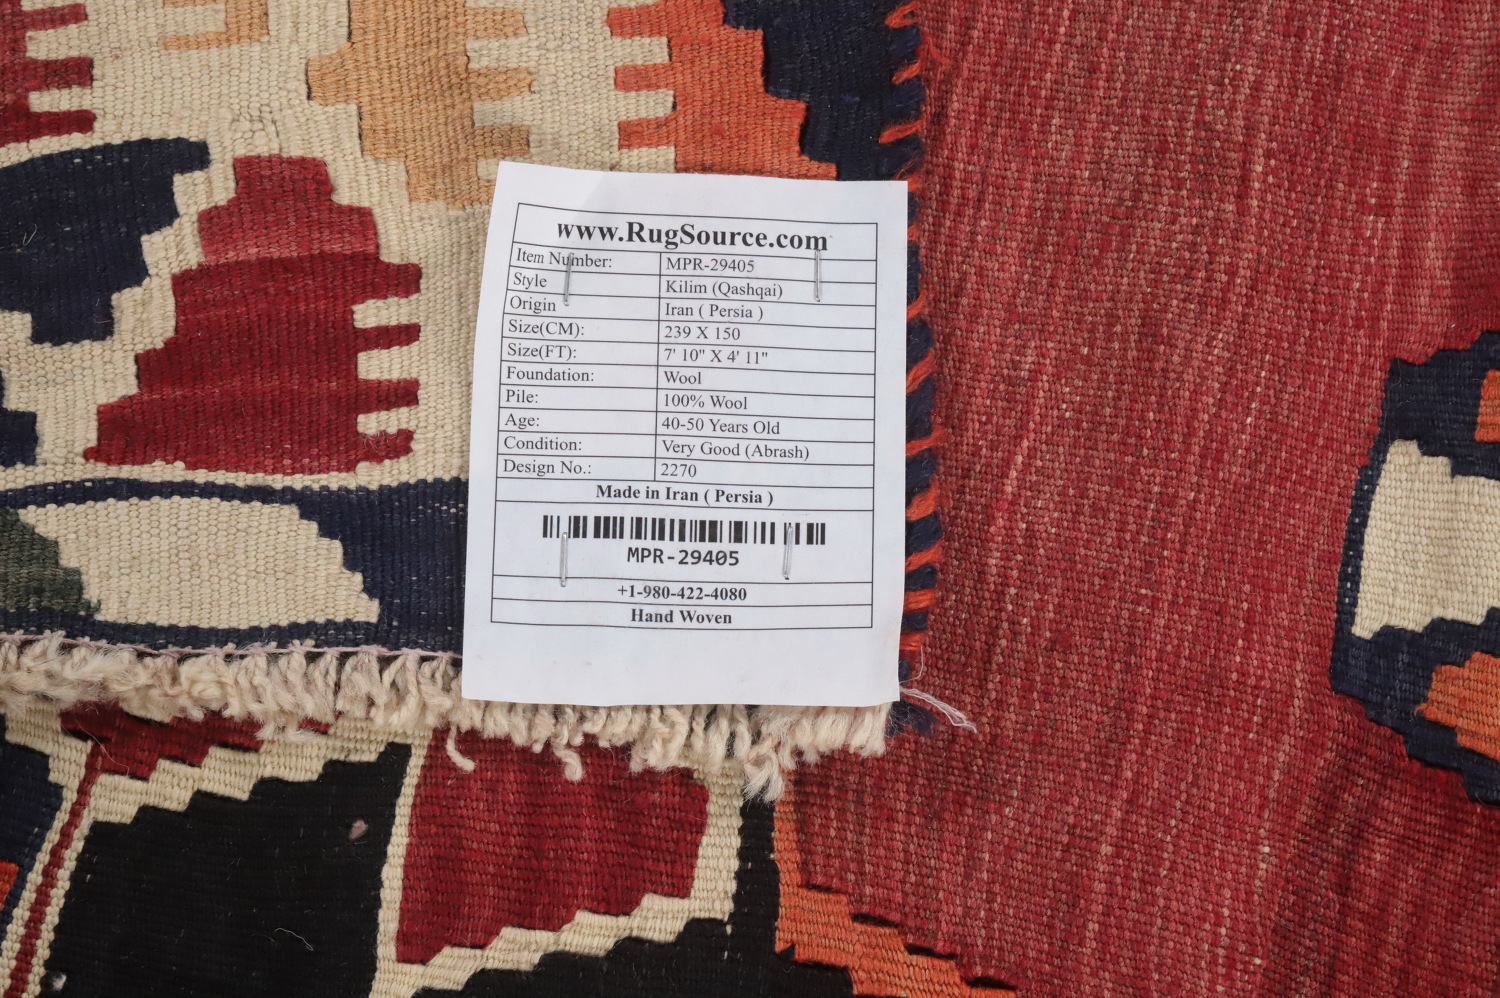 www.RugSource.com
Item Number: MPR-29405
Style Kilim (Qashqai)
Origin Iran ( Persia )
Size(CM): 239 X 150
Size(FT): 7' 10" X 4' 11"
Foundation: Wool
Pile: 100% Wool
Age: 40-50 Years Old
Condition: Very Good (Abrash)
Design No.: 2270
Made in Iran ( Persia )
MPR-29405
+1-980-422-4080
Hand Woven